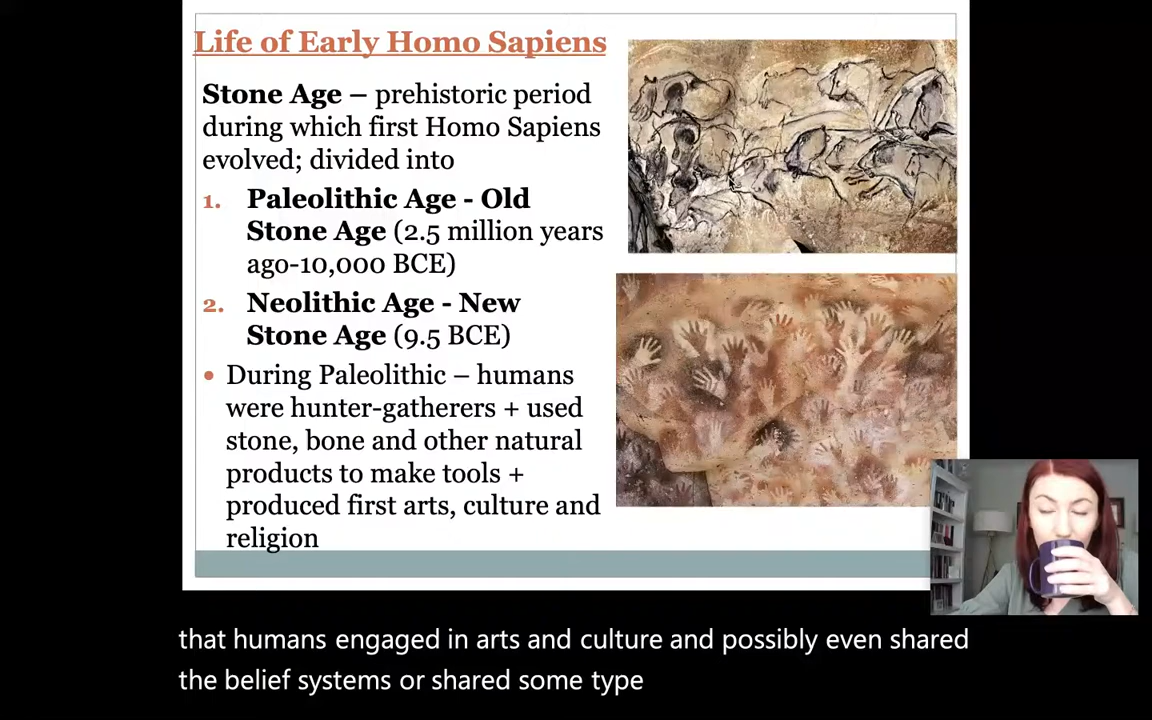 Life of Early Homo Sapiens
Stone Age – prehistoric period
during which first Homo Sapiens
evolved; divided into
1. Paleolithic Age - Old
Stone Age (2.5 million years
ago-10,000 BCE)
2. Neolithic Age - New
Stone Age (9.5 BCE)
• During Paleolithic – humans
were hunter-gatherers + used
stone, bone and other natural
products to make tools +
produced first arts, culture and
religion
that humans engaged in arts and culture and possibly even shared
the belief systems or shared some type